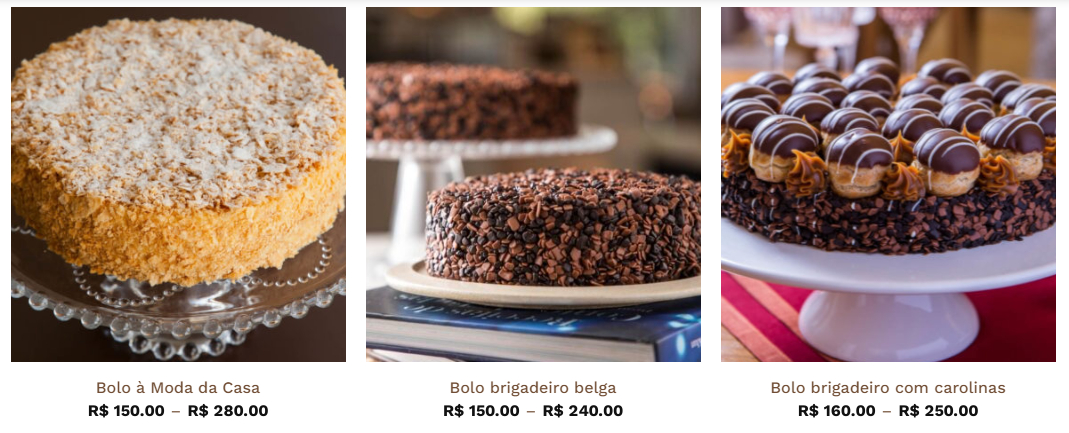 Bolo à Moda da Casa
R$ 150.00 – R$ 280.00
Bolo brigadeiro belga
R$ 150.00 – R$ 240.00
Bolo brigadeiro com carolinas
R$ 160.00 – R$ 250.00